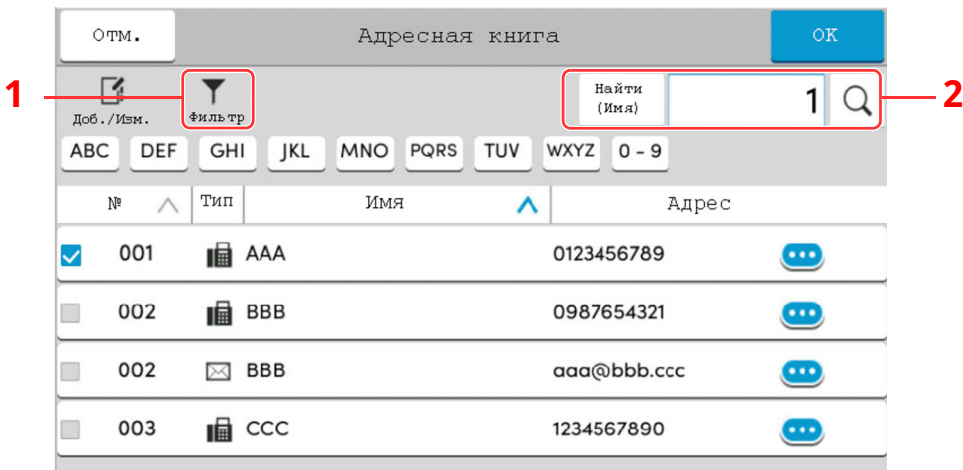 Отм.
Адресная книга
OK
1
Доб./Изм.
Фильтр
Найти
(Имя)
1
2
ABC DEF GHI JKL MNO PQRS TUV WXYZ 0 - 9
№ Тип Имя Адрес
001 AAA 0123456789
002 BBB 0987654321
002 BBB aaa@bbb.ccc
003 CCC 1234567890